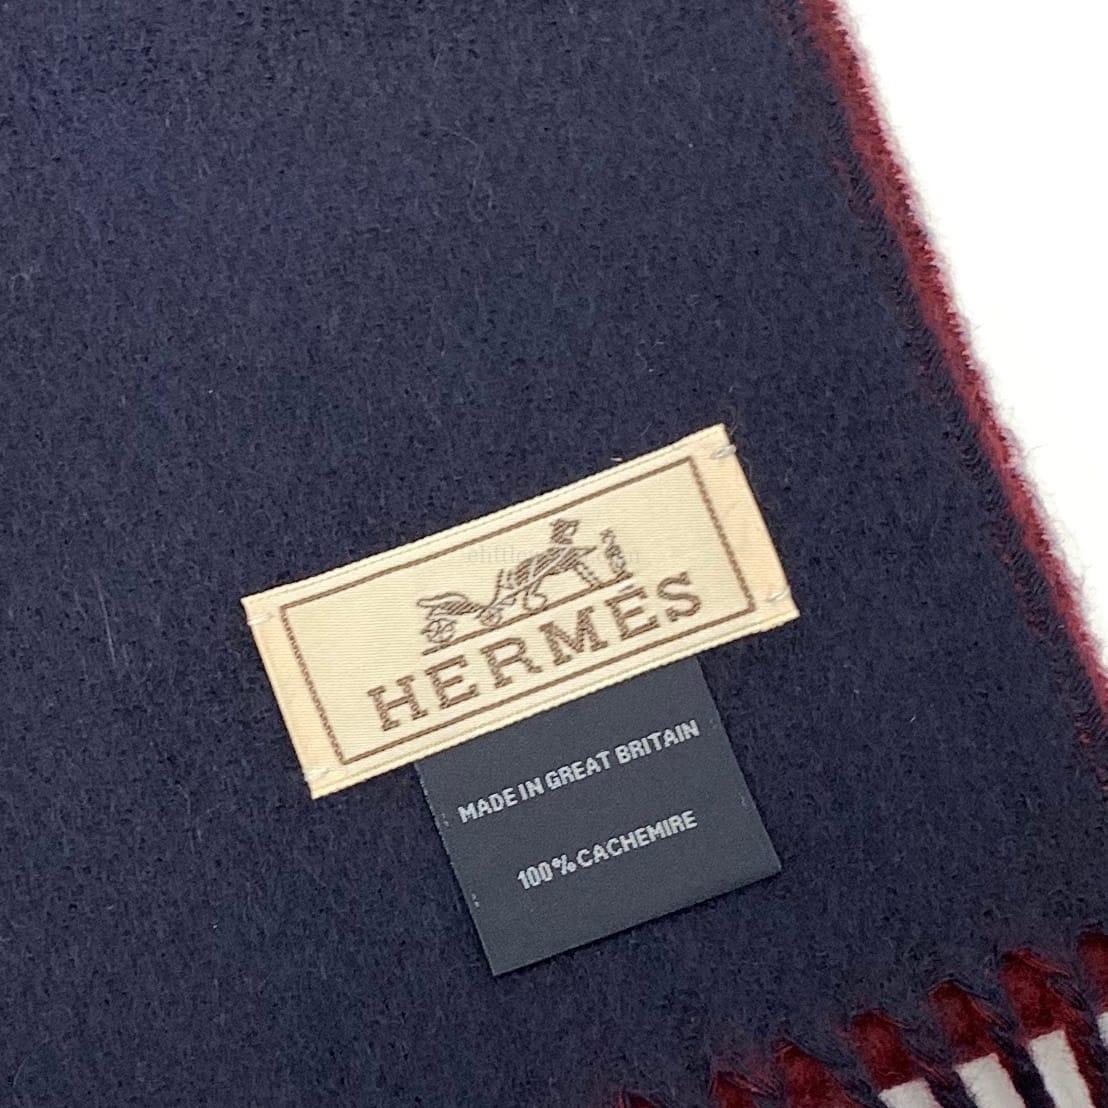 HERMÈS
MADE IN GREAT BRITAIN
100% CACHEMIRE